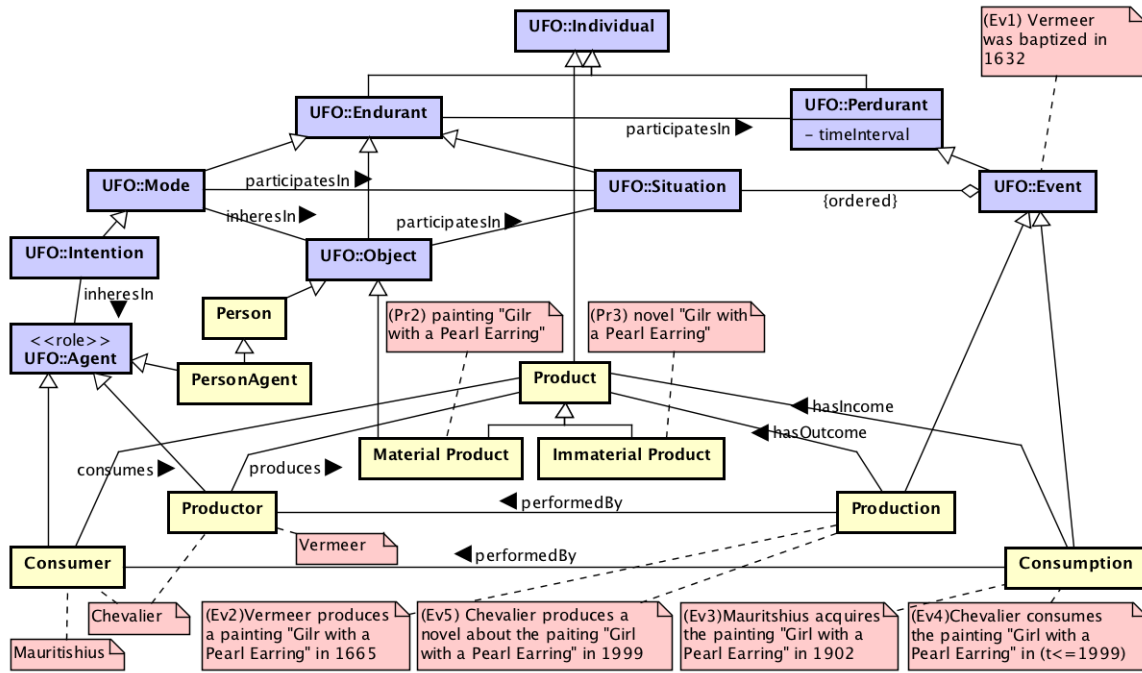 UFO::Individual
(Ev1) Vermeer
was baptized in
1632
UFO::Endurant
UFO::Perdurant
- timeInterval
participatesIn
UFO::Mode
participatesIn
UFO::Situation
{ordered}
UFO::Event
inheresIn
participatesIn
UFO::Intention
UFO::Object
inheresIn
Person
(Pr2) painting "Gilr
with a Pearl Earring"
(Pr3) novel "Gilr with
a Pearl Earring"
<<role>>
UFO::Agent
PersonAgent
Product
hasIncome
hasOutcome
consumes
produces
Material Product
Immaterial Product
Productor
performedBy
Production
Vermeer
Consumer
performedBy
Consumption
Chevalier
Mauritishius
(Ev2)Vermeer produces
a painting "Gilr with a
Pearl Earring" in 1665
(Ev5) Chevalier produces a
novel about the paiting "Girl
with a Pearl Earring" in 1999
(Ev3)Mauritshius acquires
the painting "Girl with a
Pearl Earring" in 1902
(Ev4)Chevalier consumes
the painting "Girl with a
Pearl Earring" in (t<=1999)